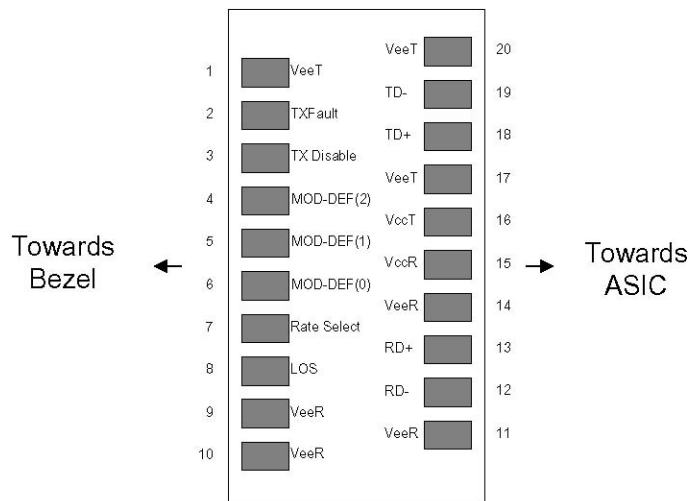 Towards
Bezel
1 VeeT
2 TXFault
3 TX Disable
4 MOD-DEF(2)
5 MOD-DEF(1)
6 MOD-DEF(0)
7 Rate Select
8 LOS
9 VeeR
10 VeeR
VeeT 20
TD- 19
TD+ 18
VeeT 17
VccT 16
VccR 15
VeeR 14
RD+ 13
RD- 12
VeeR 11
Towards
ASIC